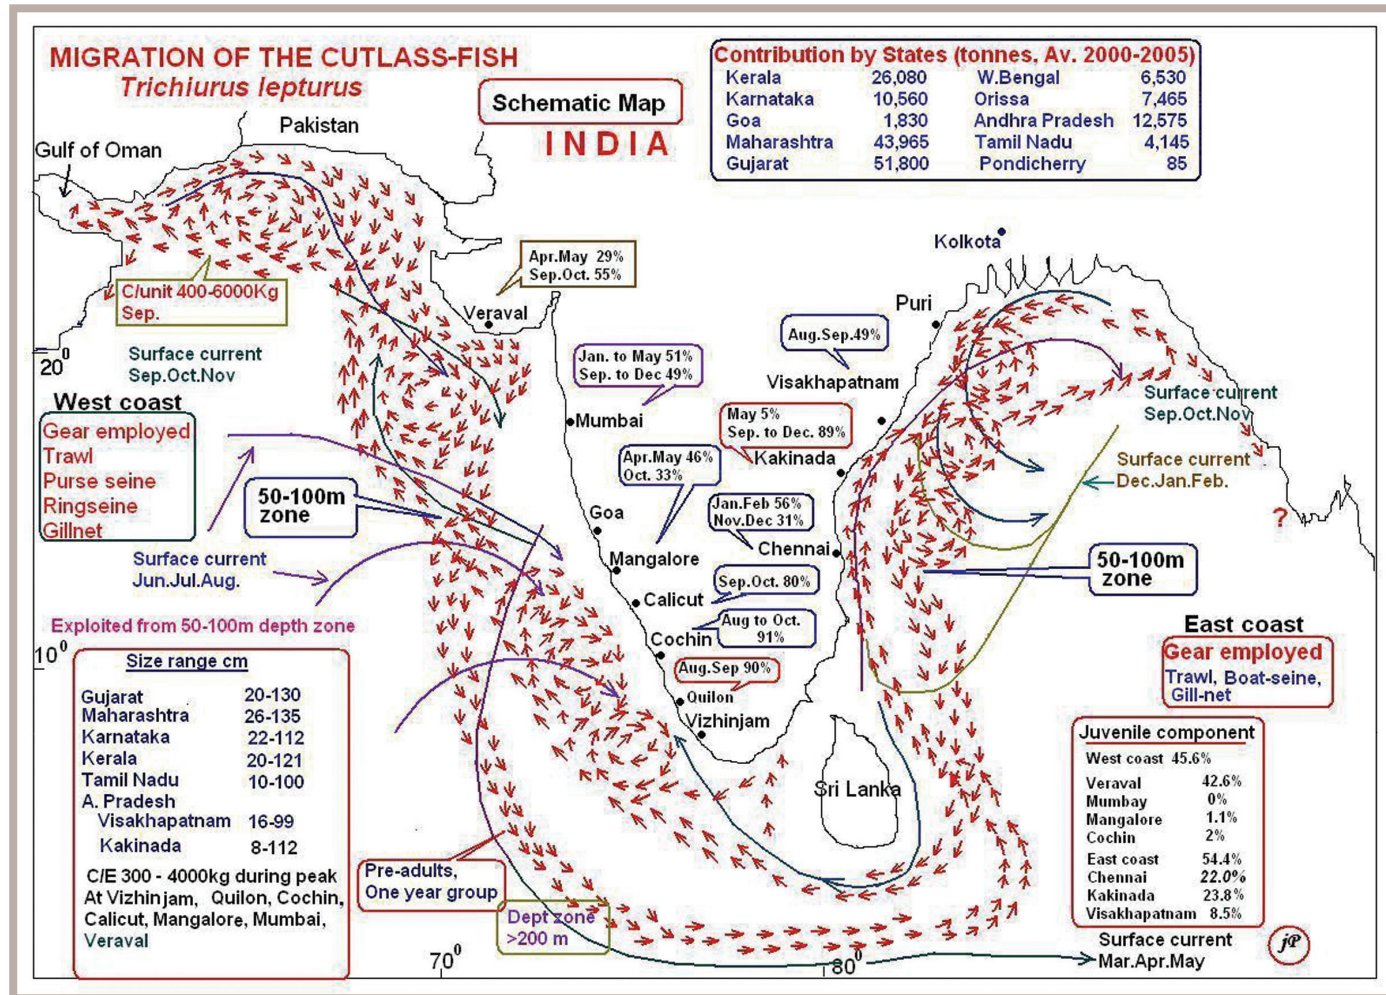 MIGRATION OF THE CUTLASS-FISH
Trichiurus lepturus
Schematic Map
I N D I A
Contribution by States (tonnes, Av. 2000-2005)
Kerala 26,080 W.Bengal 6,530
Karnataka 10,560 Orissa 7,465
Goa 1,830 Andhra Pradesh 12,575
Maharashtra 43,965 Tamil Nadu 4,145
Gujarat 51,800 Pondicherry 85
Pakistan
Gulf of Oman
C/unit 400-6000Kg
Sep.
Apr.May 29%
Sep.Oct. 55%
Veraval
Kolkota
Puri
Aug.Sep.49%
Visakhapatnam
20⁰
Surface current
Sep.Oct.Nov
Jan. to May 51%
Sep. to Dec 49%
Mumbai
Surface current
Sep.Oct.Nov
West coast
Gear employed
Trawl
Purse seine
Ringseine
Gillnet
May 5%
Sep. to Dec. 89%
Kakinada
Apr.May 46%
Oct. 33%
Surface current
Dec.Jan.Feb.
50-100m
zone
Goa
Jan.Feb 56%
Nov.Dec 31%
Chennai
?
Surface current
Jun.Jul.Aug.
Mangalore
50-100m
zone
Sep.Oct. 80%
Calicut
Exploited from 50-100m depth zone
Aug to Oct.
91%
Cochin
East coast
Gear employed
Trawl, Boat-seine,
Gill-net
10⁰
Aug.Sep 90%
Quilon
Vizhinjam
Sri Lanka
Size range cm
Gujarat 20-130
Maharashtra 26-135
Karnataka 22-112
Kerala 20-121
Tamil Nadu 10-100
A. Pradesh
Visakhapatnam 16-99
Kakinada 8-112
C/E 300 - 4000kg during peak
At Vizhinjam, Quilon, Cochin,
Calicut, Mangalore, Mumbai,
Veraval
Juvenile component
West coast 45.6%
Veraval 42.6%
Mumbay 0%
Mangalore 1.1%
Cochin 2%
East coast 54.4%
Chennai 22.0%
Kakinada 23.8%
Visakhapatnam 8.5%
Pre-adults,
One year group
Dept zone
>200 m
Surface current
Mar.Apr.May
jP
70⁰
80⁰